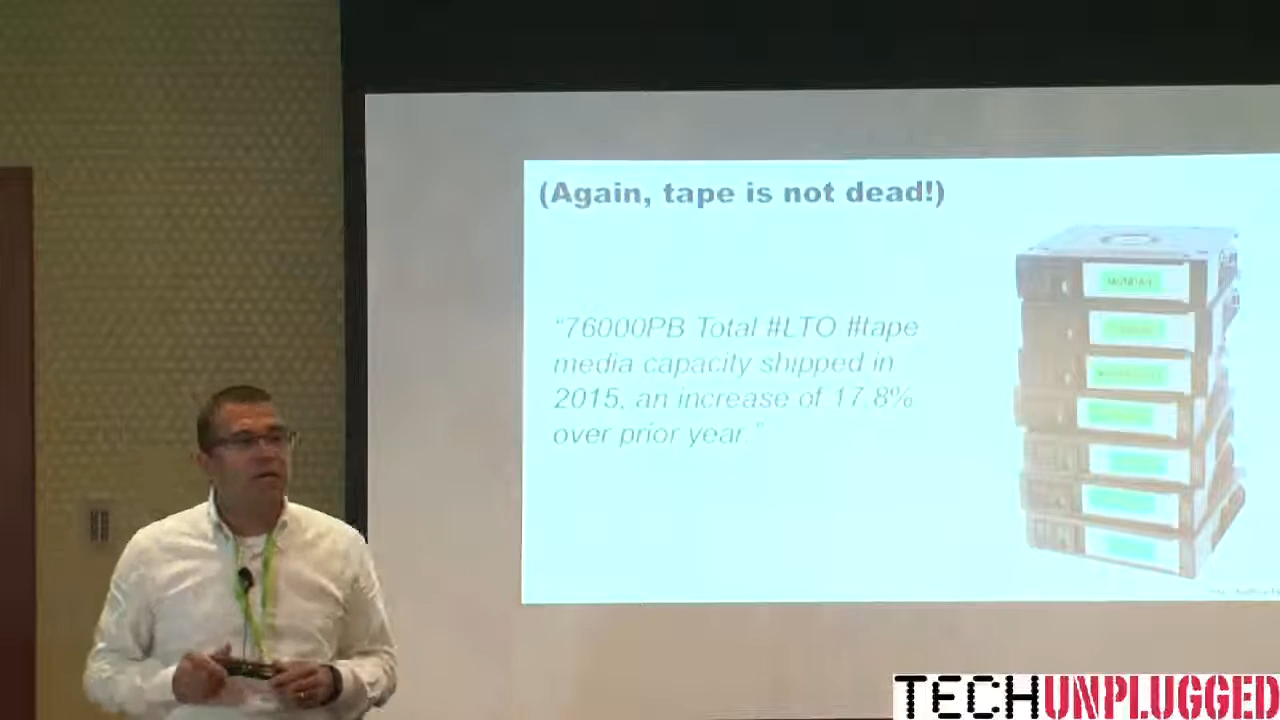 (Again, tape is not dead!)
“76000PB Total #LTO #tape
media capacity shipped in
2015, an increase of 17.8%
over prior year.”
MONDAY
TECHUNPLUGGED